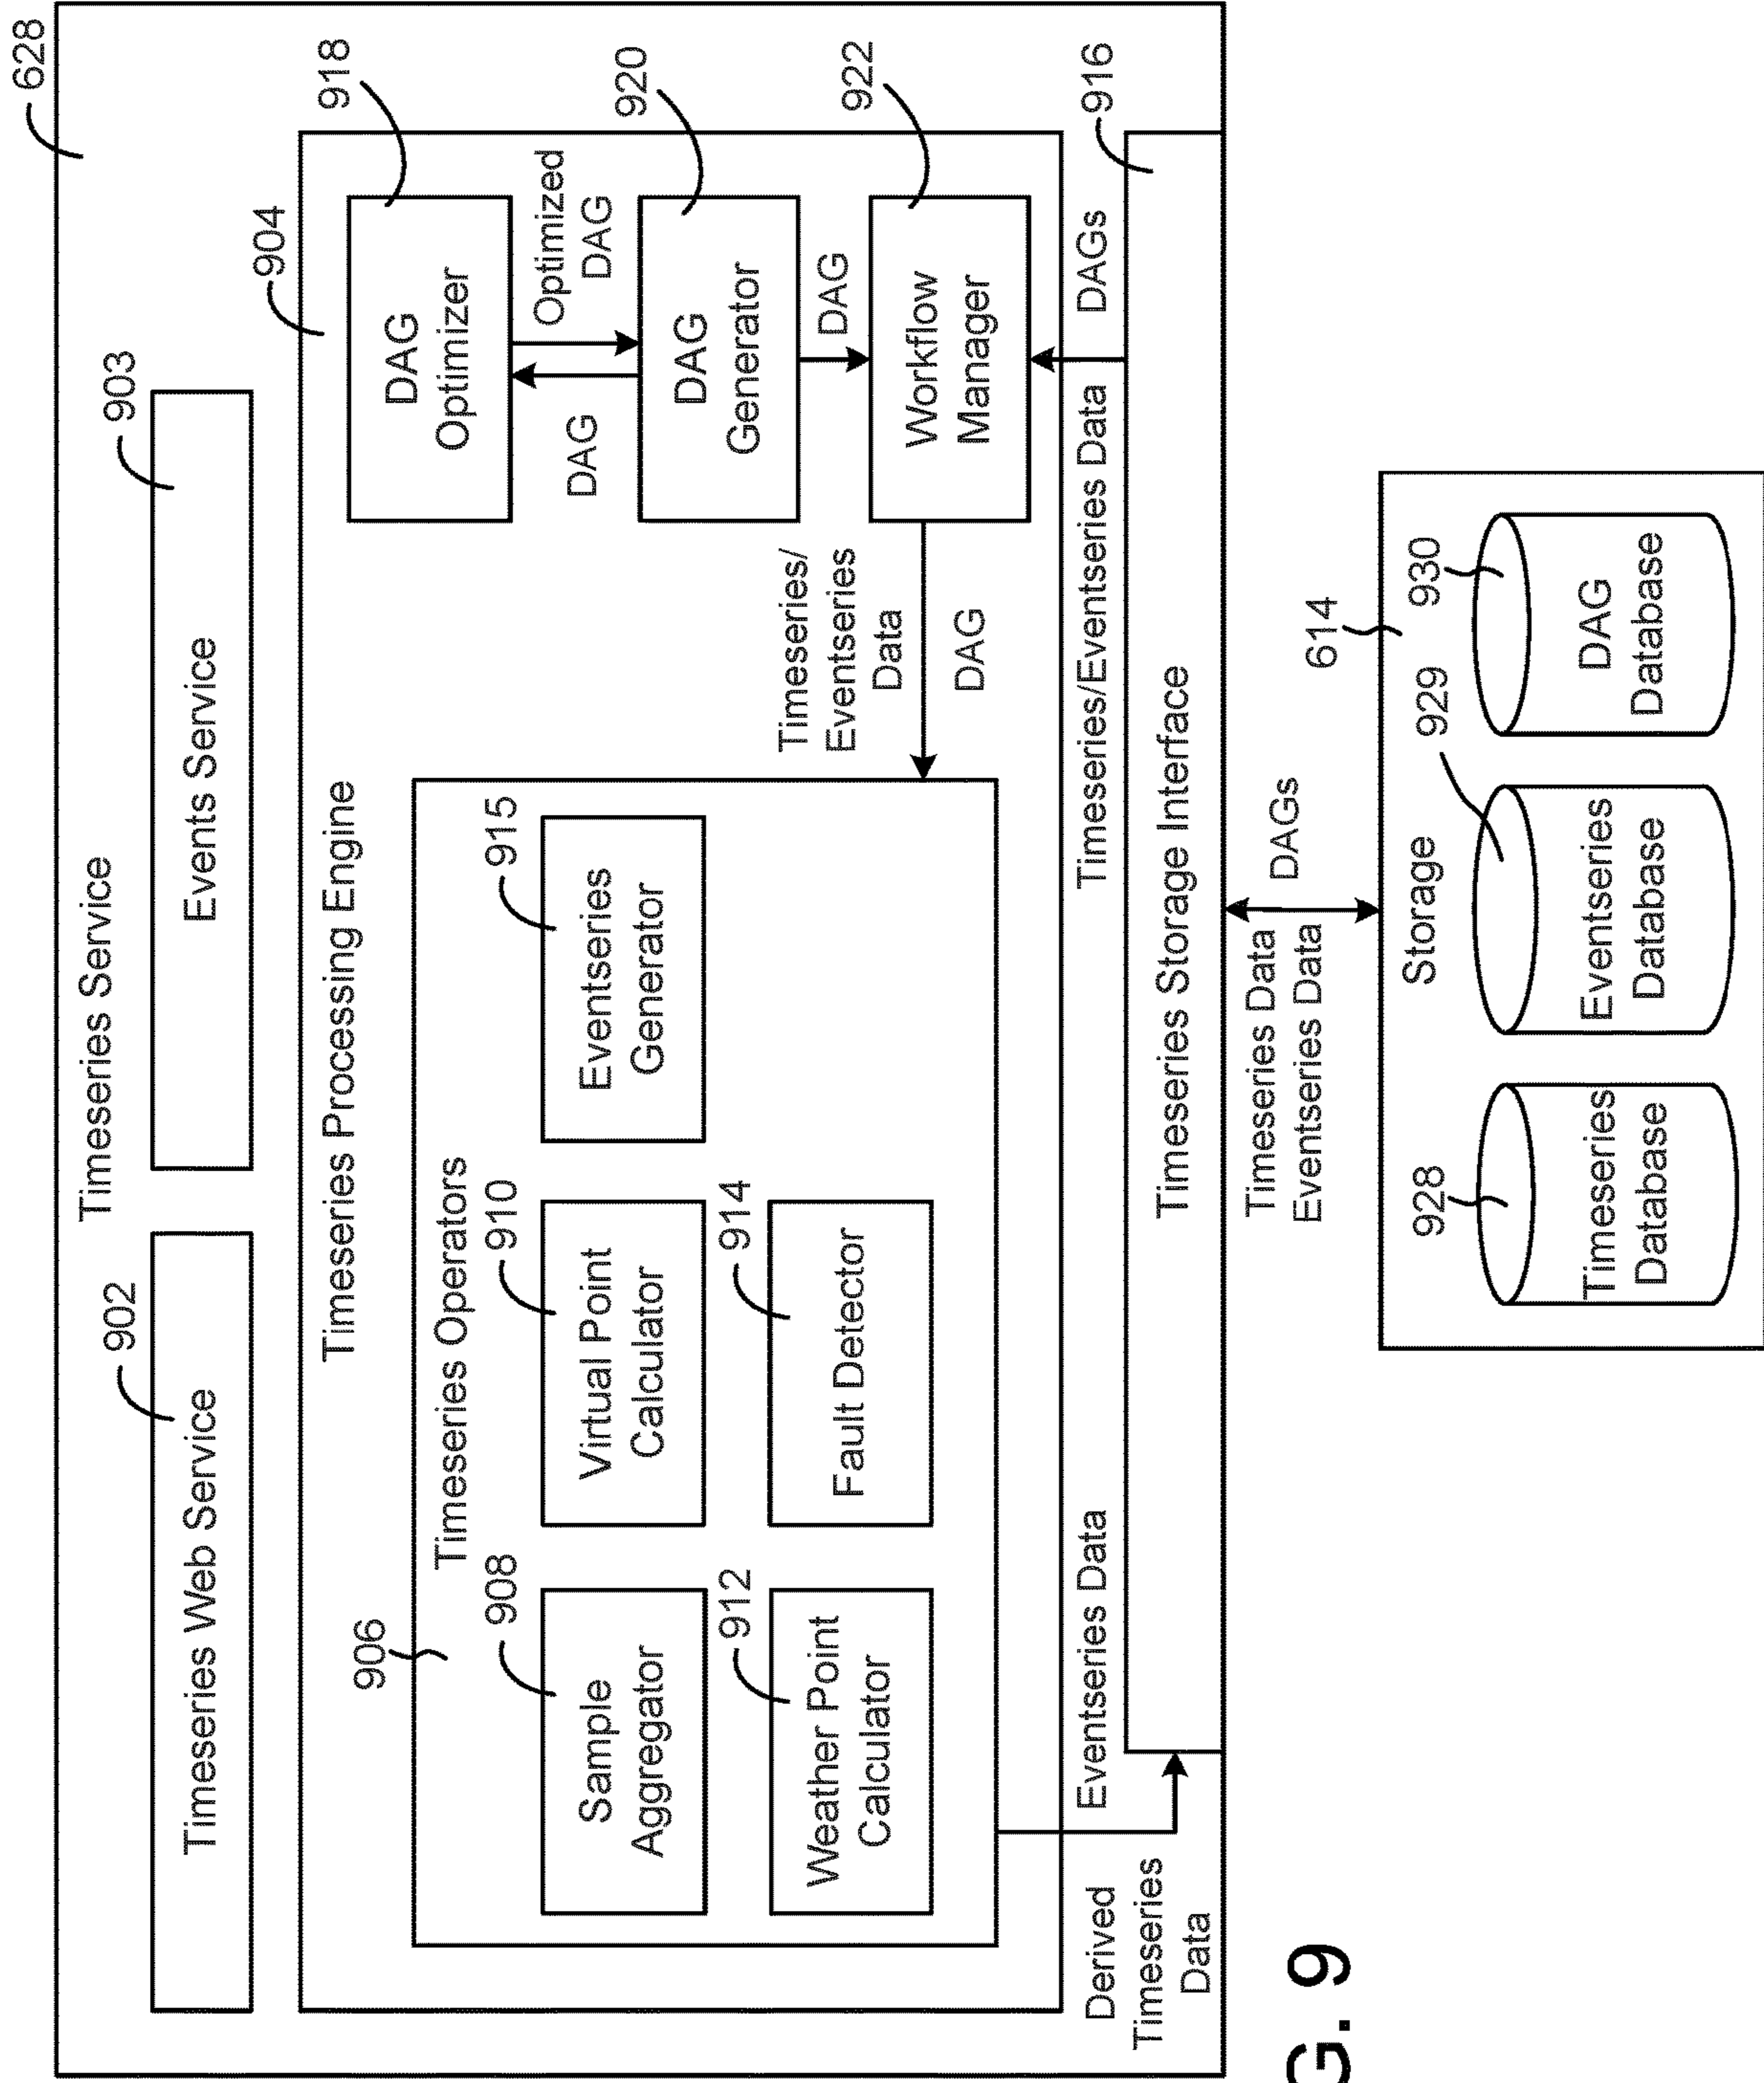 628
Timeseries Service
902
903
Timeseries Web Service
Events Service
904
Timeseries Processing Engine
906
Timeseries Operators
908
Sample
Aggregator
910
Virtual Point
Calculator
915
Eventseries
Generator
912
Weather Point
Calculator
914
Fault Detector
918
DAG
Optimizer
DAG
Optimized
DAG
920
DAG
Generator
DAG
922
Workflow
Manager
Timeseries/
Eventseries
Data
DAG
Derived
Timeseries
Data
Eventseries Data
Timeseries/Eventseries Data
DAGs
916
Timeseries Storage Interface
Timeseries Data
Eventseries Data
DAGs
614
Storage
928
Timeseries
Database
929
Eventseries
Database
930
DAG
Database
G. 9